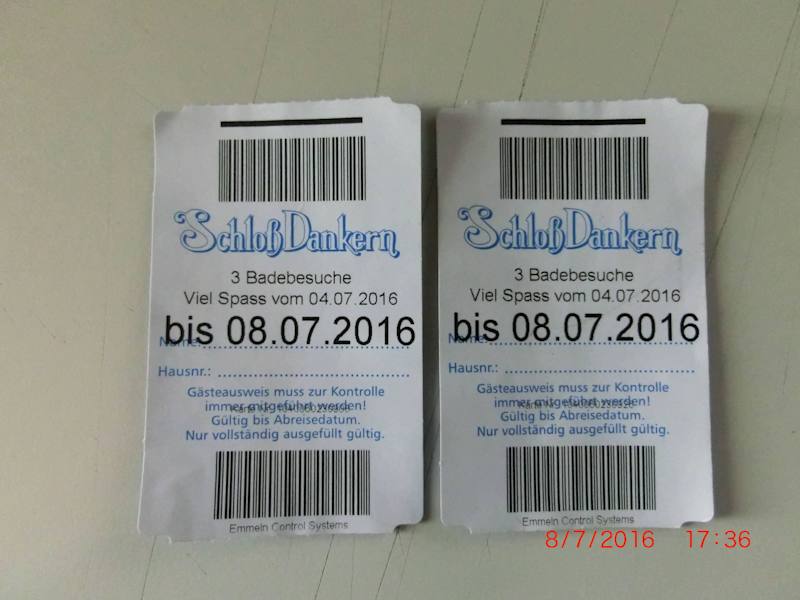 Schloß Dankern
3 Badebesuche
Viel Spass vom 04.07.2016
bis 08.07.2016
Name:
Hausnr.:
Gästeausweis muss zur Kontrolle
immer mitgeführt werden!
Gültig bis Abreisedatum.
Nur vollständig ausgefüllt gültig.
Emmeln Control Systems
Schloß Dankern
3 Badebesuche
Viel Spass vom 04.07.2016
bis 08.07.2016
Name:
Hausnr.:
Gästeausweis muss zur Kontrolle
immer mitgeführt werden!
Gültig bis Abreisedatum.
Nur vollständig ausgefüllt gültig.
Emmeln Control Systems
8/7/2016 17:36